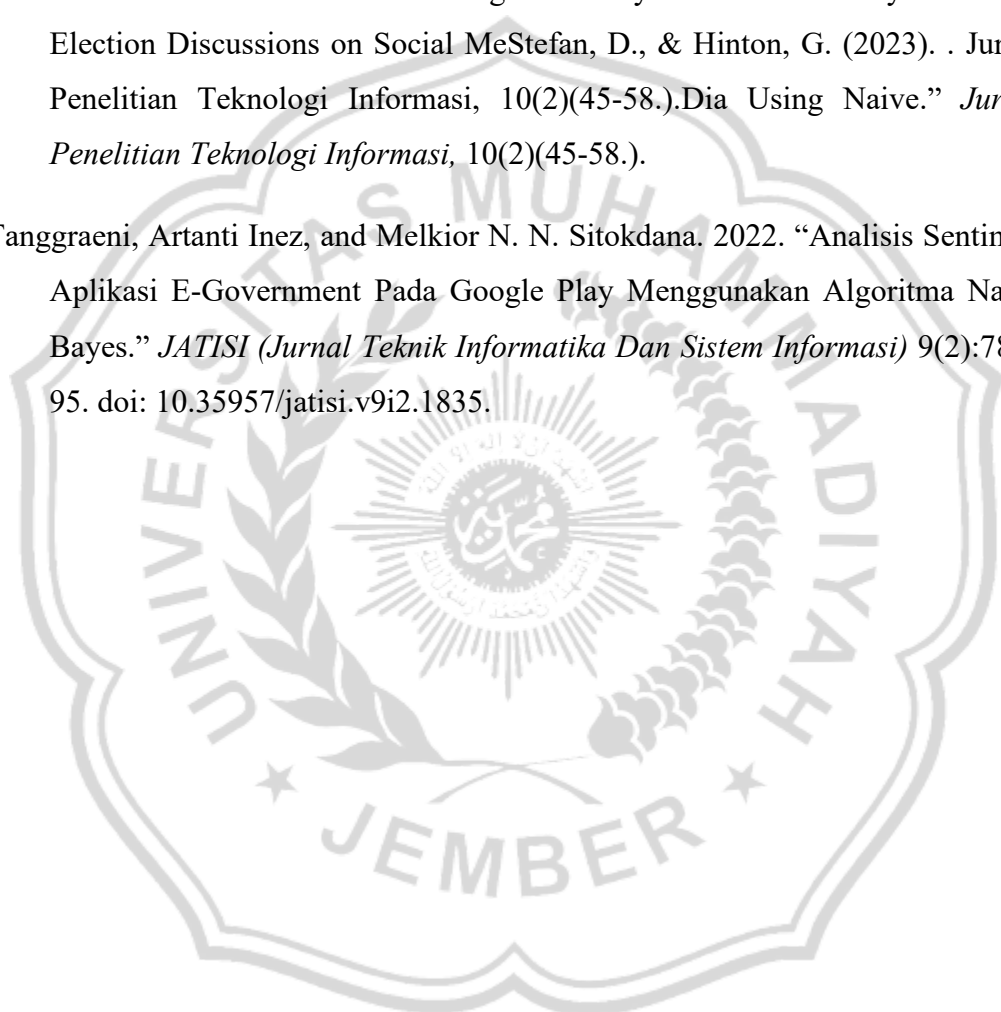 Election Discussions on Social MeStefan, D., & Hinton, G. (2023). . Jur
Penelitian Teknologi Informasi, 10(2)(45-58.).Dia Using Naive.” Jur
Penelitian Teknologi Informasi, 10(2)(45-58.).
Tanggraeni, Artanti Inez, and Melkior N. N. Sitokdana. 2022. “Analisis Sentin
Aplikasi E-Government Pada Google Play Menggunakan Algoritma Na
Bayes.” JATISI (Jurnal Teknik Informatika Dan Sistem Informasi) 9(2):78
95. doi: 10.35957/jatisi.v9i2.1835.
UNIVERSITAS MUHAMMADIYAH
JEMBER